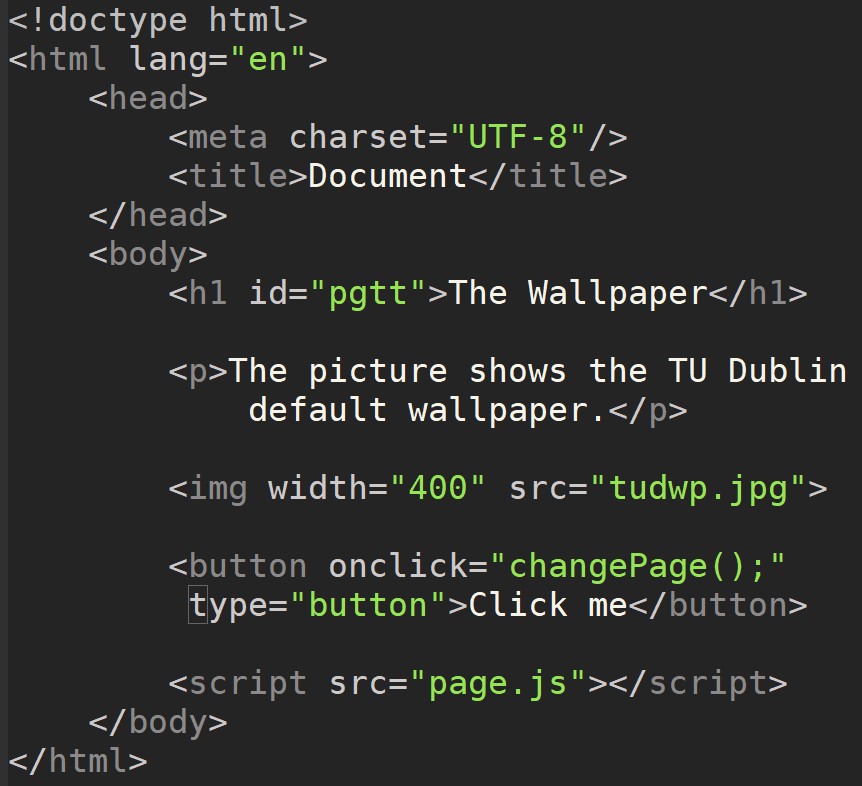 <!doctype html>
<html lang="en">
    <head>
        <meta charset="UTF-8"/>
        <title>Document</title>
    </head>
    <body>
        <h1 id="pgtt">The Wallpaper</h1>

        <p>The picture shows the TU Dublin
            default wallpaper.</p>

        <img width="400" src="tudwp.jpg">

        <button onclick="changePage();"
         type="button">Click me</button>

        <script src="page.js"></script>
    </body>
</html>